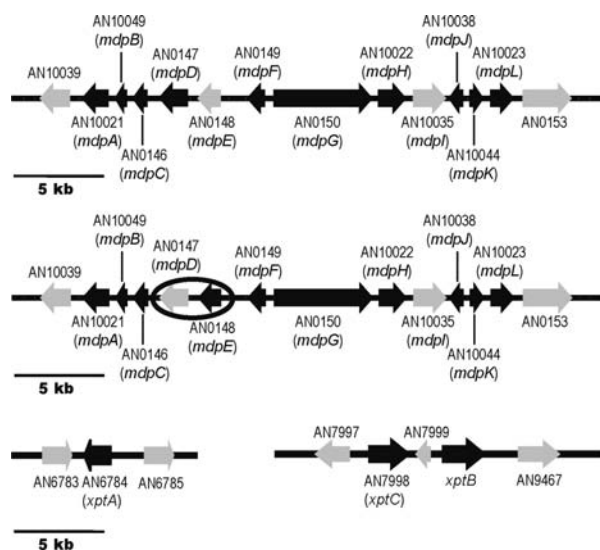 AN10049
(mdpB)
AN0147
(mdpD)
AN0149
(mdpF)
AN10022
(mdpH)
AN10038
(mdpJ)
AN10023
(mdpL)
AN10039
AN10021
(mdpA)
AN0146
(mdpC)
AN0148
(mdpE)
AN0150
(mdpG)
AN10035
(mdpI)
AN10044
(mdpK)
AN0153
5 kb
AN10049
(mdpB)
AN0147
(mdpD)
AN0149
(mdpF)
AN10022
(mdpH)
AN10038
(mdpJ)
AN10023
(mdpL)
AN10039
AN10021
(mdpA)
AN0146
(mdpC)
AN0148
(mdpE)
AN0150
(mdpG)
AN10035
(mdpI)
AN10044
(mdpK)
AN0153
5 kb
AN6783
AN6784
(xptA)
AN6785
AN7997
AN7999
AN7998
(xptC)
xptB
AN9467
5 kb